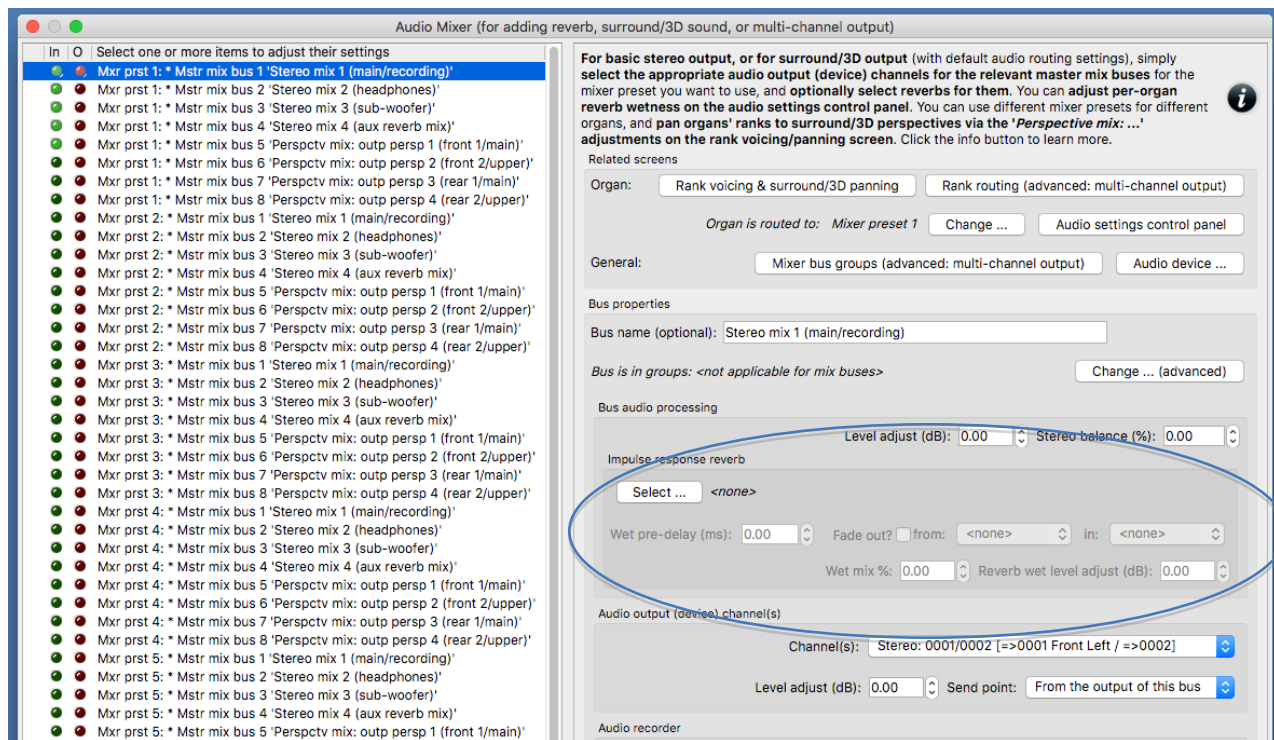 Audio Mixer (for adding reverb, surround/3D sound, or multi-channel output)
In O Select one or more items to adjust their settings
Mxr prst 1: * Mstr mix bus 1 'Stereo mix 1 (main/recording)'
Mxr prst 1: * Mstr mix bus 2 'Stereo mix 2 (headphones)'
Mxr prst 1: * Mstr mix bus 3 'Stereo mix 3 (sub-woofer)'
Mxr prst 1: * Mstr mix bus 4 'Stereo mix 4 (aux reverb mix)'
Mxr prst 1: * Mstr mix bus 5 'Perspctv mix: outp persp 1 (front 1/main)'
Mxr prst 1: * Mstr mix bus 6 'Perspctv mix: outp persp 2 (front 2/upper)'
Mxr prst 1: * Mstr mix bus 7 'Perspctv mix: outp persp 3 (rear 1/main)'
Mxr prst 1: * Mstr mix bus 8 'Perspctv mix: outp persp 4 (rear 2/upper)'
Mxr prst 2: * Mstr mix bus 1 'Stereo mix 1 (main/recording)'
Mxr prst 2: * Mstr mix bus 2 'Stereo mix 2 (headphones)'
Mxr prst 2: * Mstr mix bus 3 'Stereo mix 3 (sub-woofer)'
Mxr prst 2: * Mstr mix bus 4 'Stereo mix 4 (aux reverb mix)'
Mxr prst 2: * Mstr mix bus 5 'Perspctv mix: outp persp 1 (front 1/main)'
Mxr prst 2: * Mstr mix bus 6 'Perspctv mix: outp persp 2 (front 2/upper)'
Mxr prst 2: * Mstr mix bus 7 'Perspctv mix: outp persp 3 (rear 1/main)'
Mxr prst 2: * Mstr mix bus 8 'Perspctv mix: outp persp 4 (rear 2/upper)'
Mxr prst 3: * Mstr mix bus 1 'Stereo mix 1 (main/recording)'
Mxr prst 3: * Mstr mix bus 2 'Stereo mix 2 (headphones)'
Mxr prst 3: * Mstr mix bus 3 'Stereo mix 3 (sub-woofer)'
Mxr prst 3: * Mstr mix bus 4 'Stereo mix 4 (aux reverb mix)'
Mxr prst 3: * Mstr mix bus 5 'Perspctv mix: outp persp 1 (front 1/main)'
Mxr prst 3: * Mstr mix bus 6 'Perspctv mix: outp persp 2 (front 2/upper)'
Mxr prst 3: * Mstr mix bus 7 'Perspctv mix: outp persp 3 (rear 1/main)'
Mxr prst 3: * Mstr mix bus 8 'Perspctv mix: outp persp 4 (rear 2/upper)'
Mxr prst 4: * Mstr mix bus 1 'Stereo mix 1 (main/recording)'
Mxr prst 4: * Mstr mix bus 2 'Stereo mix 2 (headphones)'
Mxr prst 4: * Mstr mix bus 3 'Stereo mix 3 (sub-woofer)'
Mxr prst 4: * Mstr mix bus 4 'Stereo mix 4 (aux reverb mix)'
Mxr prst 4: * Mstr mix bus 5 'Perspctv mix: outp persp 1 (front 1/main)'
Mxr prst 4: * Mstr mix bus 6 'Perspctv mix: outp persp 2 (front 2/upper)'
Mxr prst 4: * Mstr mix bus 7 'Perspctv mix: outp persp 3 (rear 1/main)'
Mxr prst 4: * Mstr mix bus 8 'Perspctv mix: outp persp 4 (rear 2/upper)'
Mxr prst 5: * Mstr mix bus 1 'Stereo mix 1 (main/recording)'
Mxr prst 5: * Mstr mix bus 2 'Stereo mix 2 (headphones)'
Mxr prst 5: * Mstr mix bus 3 'Stereo mix 3 (sub-woofer)'
Mxr prst 5: * Mstr mix bus 4 'Stereo mix 4 (aux reverb mix)'
Mxr prst 5: * Mstr mix bus 5 'Perspctv mix: outp persp 1 (front 1/main)'
For basic stereo output, or for surround/3D output (with default audio routing settings), simply
select the appropriate audio output (device) channels for the relevant master mix buses for the
mixer preset you want to use, and optionally select reverbs for them. You can adjust per-organ
reverb wetness on the audio settings control panel. You can use different mixer presets for different
organs, and pan organs' ranks to surround/3D perspectives via the 'Perspective mix: ...'
adjustments on the rank voicing/panning screen. Click the info button to learn more.
Related screens
Organ: Rank voicing & surround/3D panning Rank routing (advanced: multi-channel output)
Organ is routed to: Mixer preset 1 Change ... Audio settings control panel
General: Mixer bus groups (advanced: multi-channel output) Audio device ...
Bus properties
Bus name (optional): Stereo mix 1 (main/recording)
Bus is in groups: <not applicable for mix buses> Change ... (advanced)
Bus audio processing
Level adjust (dB): 0.00 Stereo balance (%): 0.00
Impulse response reverb
Select ... <none>
Wet pre-delay (ms): 0.00 Fade out? from: <none> in: <none>
Wet mix %: 0.00 Reverb wet level adjust (dB): 0.00
Audio output (device) channel(s)
Channel(s): Stereo: 0001/0002 [=>0001 Front Left / =>0002]
Level adjust (dB): 0.00 Send point: From the output of this bus
Audio recorder